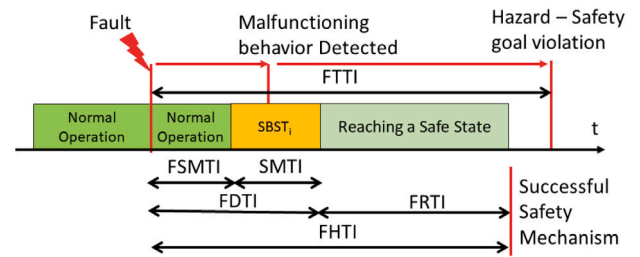 Fault
Malfunctioning
behavior Detected
Hazard – Safety
goal violation
FTTI
Normal
Operation
Normal
Operation
SBSTi
Reaching a Safe State
t
FSMTI
SMTI
FDTI
FRTI
FHTI
Successful
Safety
Mechanism